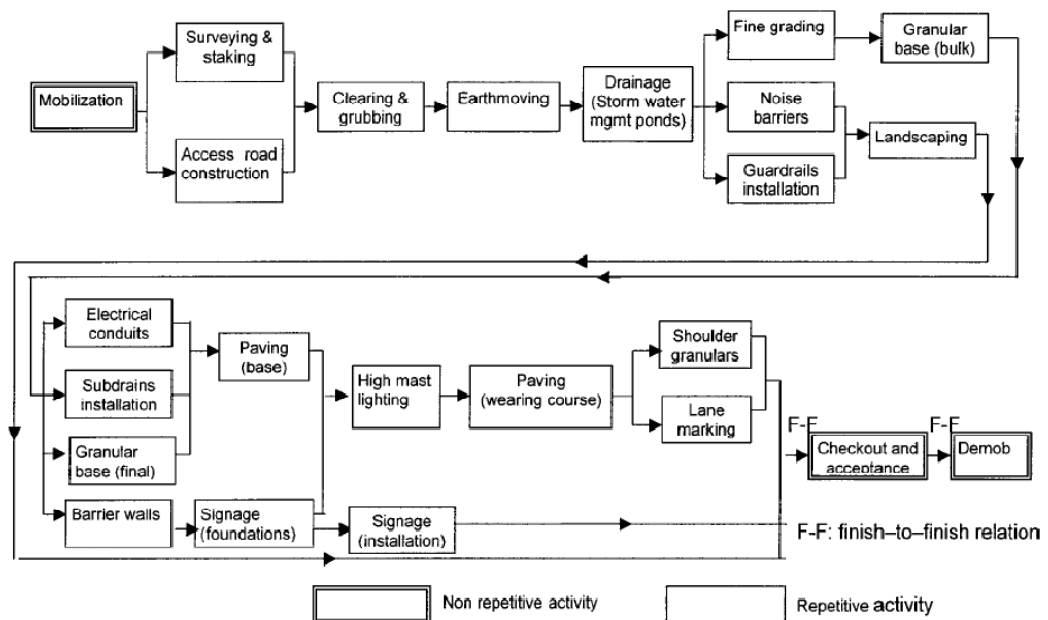 Surveying &
staking
Fine grading
Granular
base (bulk)
Mobilization
Clearing &
grubbing
Earthmoving
Drainage
(Storm water
mgmt ponds)
Noise
barriers
Landscaping
Access road
construction
Guardrails
installation
Electrical
conduits
Paving
(base)
Shoulder
granulars
Subdrains
installation
High mast
lighting
Paving
(wearing course)
Lane
marking
Granular
base (final)
F-F
F-F
Checkout and
acceptance
Demob
Barrier walls
Signage
(foundations)
Signage
(installation)
F-F: finish–to–finish relation
Non repetitive activity
Repetitive activity